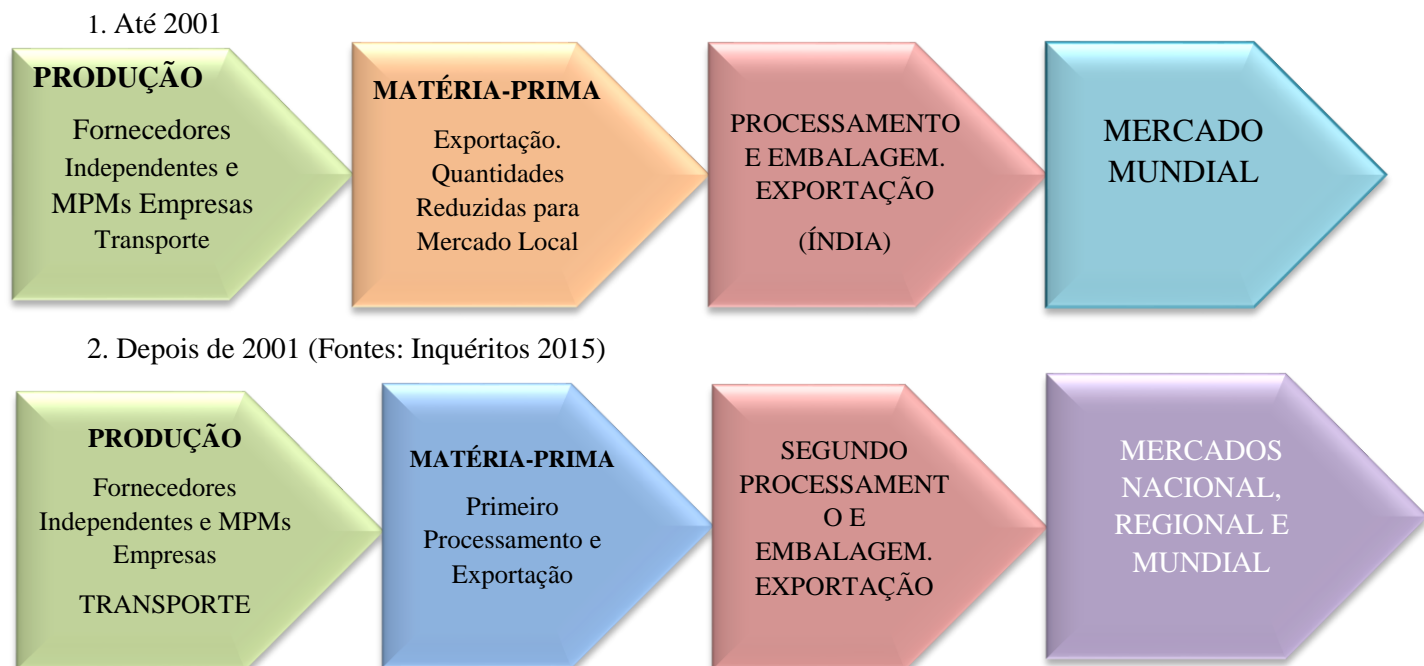 1. Até 2001
PRODUÇÃO
Fornecedores
Independentes e
MPMs Empresas
Transporte
MATÉRIA-PRIMA
Exportação.
Quantidades
Reduzidas para
Mercado Local
PROCESSAMENTO
E EMBALAGEM.
EXPORTAÇÃO
(ÍNDIA)
MERCADO
MUNDIAL
2. Depois de 2001 (Fontes: Inquéritos 2015)
PRODUÇÃO
Fornecedores
Independentes e MPMs
Empresas
TRANSPORTE
MATÉRIA-PRIMA
Primeiro
Processamento e
Exportação
SEGUNDO
PROCESSAMENT
O E
EMBALAGEM.
EXPORTAÇÃO
MERCADOS
NACIONAL,
REGIONAL E
MUNDIAL